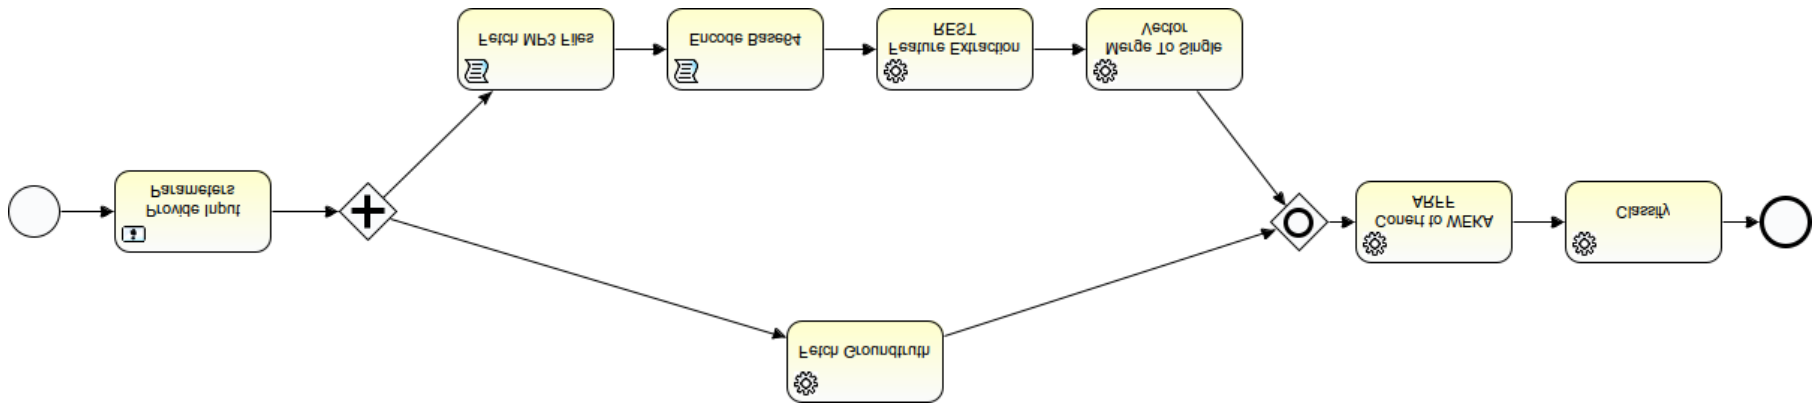 Fetch MP3 Files
Encode Base64
REST
Feature Extraction
Vector
Merge To Single
Parameters
Provide Input
ARFF
Conert to WEKA
Classify
Fetch Groundtruth